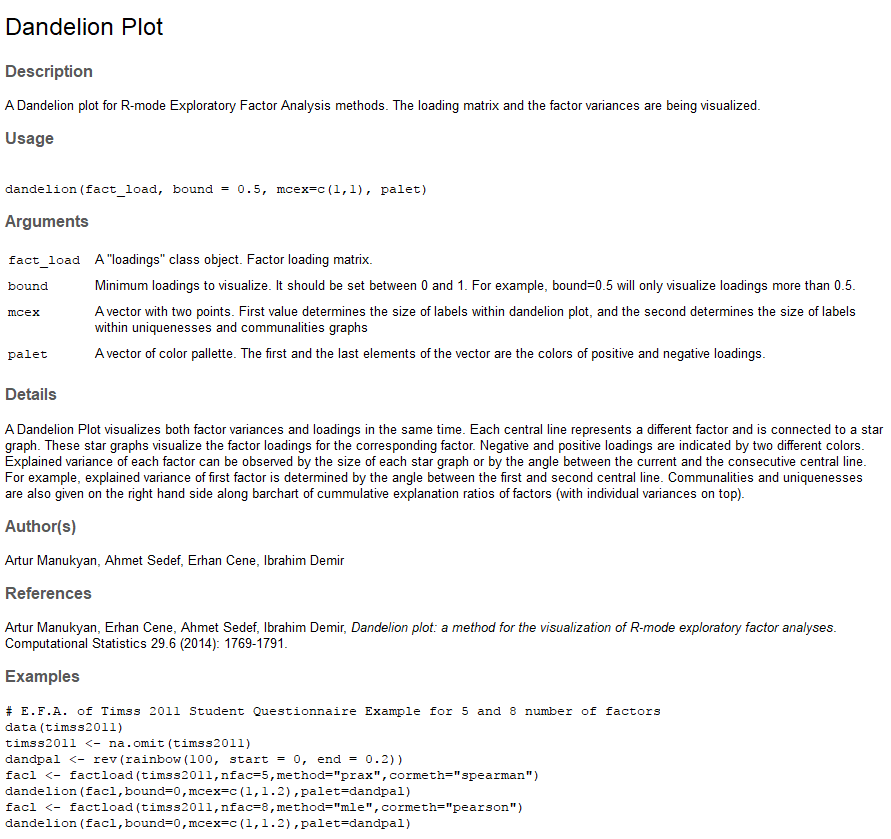 Dandelion Plot
Description
A Dandelion plot for R-mode Exploratory Factor Analysis methods. The loading matrix and the factor variances are being visualized.
Usage
dandelion(fact_load, bound = 0.5, mcex=c(1,1), palet)
Arguments
fact_load A "loadings" class object. Factor loading matrix.
bound Minimum loadings to visualize. It should be set between 0 and 1. For example, bound=0.5 will only visualize loadings more than 0.5.
mcex A vector with two points. First value determines the size of labels within dandelion plot, and the second determines the size of labels
within uniquenesses and communalities graphs
palet A vector of color pallette. The first and the last elements of the vector are the colors of positive and negative loadings.
Details
A Dandelion Plot visualizes both factor variances and loadings in the same time. Each central line represents a different factor and is connected to a star
graph. These star graphs visualize the factor loadings for the corresponding factor. Negative and positive loadings are indicated by two different colors.
Explained variance of each factor can be observed by the size of each star graph or by the angle between the current and the consecutive central line.
For example, explained variance of first factor is determined by the angle between the first and second central line. Communalities and uniquenesses
are also given on the right hand side along barchart of cummulative explanation ratios of factors (with individual variances on top).
Author(s)
Artur Manukyan, Ahmet Sedef, Erhan Cene, Ibrahim Demir
References
Artur Manukyan, Erhan Cene, Ahmet Sedef, Ibrahim Demir, Dandelion plot: a method for the visualization of R-mode exploratory factor analyses.
Computational Statistics 29.6 (2014): 1769-1791.
Examples
# E.F.A. of Timss 2011 Student Questionnaire Example for 5 and 8 number of factors
data(timss2011)
timss2011 <- na.omit(timss2011)
dandpal <- rev(rainbow(100, start = 0, end = 0.2))
facl <- factload(timss2011,nfac=5,method="prax",cormeth="spearman")
dandelion(facl,bound=0,mcex=c(1,1.2),palet=dandpal)
facl <- factload(timss2011,nfac=8,method="mle",cormeth="pearson")
dandelion(facl,bound=0,mcex=c(1,1.2),palet=dandpal)